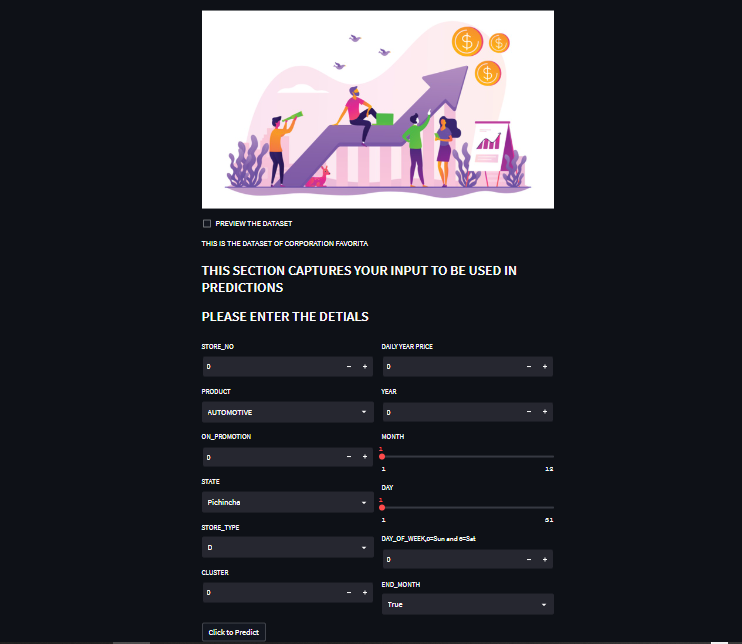 PREVIEW THE DATASET
THIS IS THE DATASET OF CORPORATION FAVORITA
THIS SECTION CAPTURES YOUR INPUT TO BE USED IN
PREDICTIONS
PLEASE ENTER THE DETIALS
STORE_NO
0
PRODUCT
AUTOMOTIVE
ON_PROMOTION
0
STATE
Pichincha
STORE_TYPE
D
CLUSTER
0
Click to Predict
DAILY YEAR PRICE
0
YEAR
0
MONTH
1
1 12
DAY
1
1 31
DAY_OF_WEEK,0=Sun and 6=Sat
0
END_MONTH
True